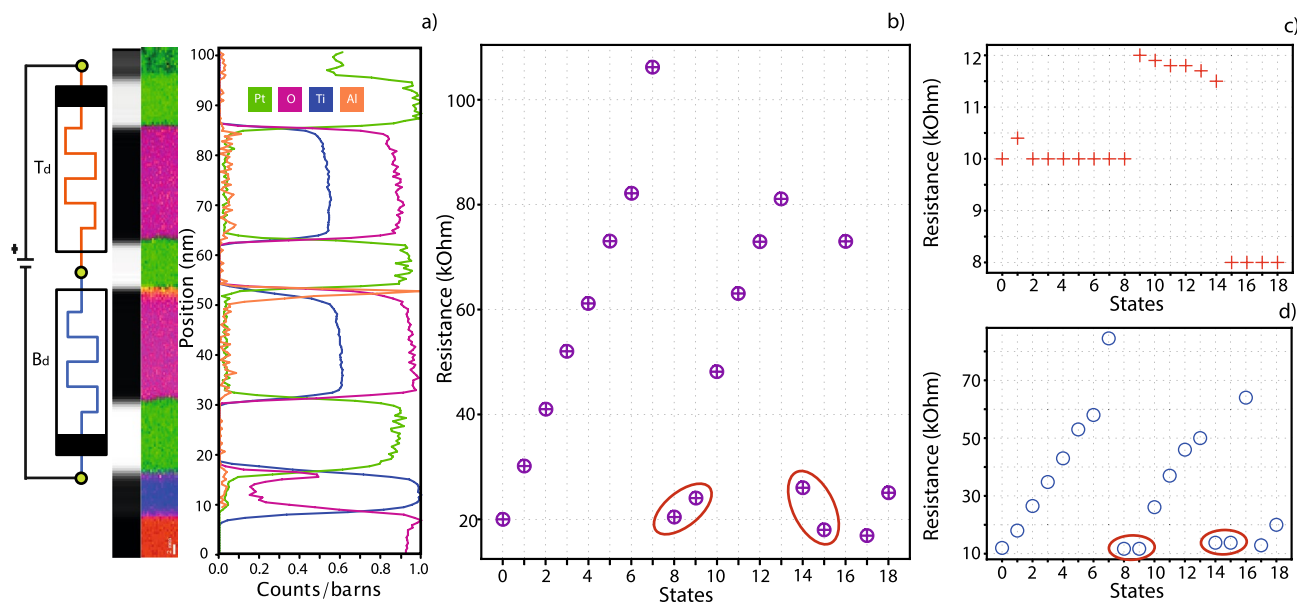 a)
b)
c)
d)
+
Td
Bd
Pt O Ti Al
100
90
80
70
60
50
40
30
20
10
0
Position (nm)
0.0 0.2 0.4 0.6 0.8 1.0
Counts/barns
100
80
60
40
20
Resistance (kOhm)
0 2 4 6 8 10 12 14 16 18
States
12
11
10
9
8
Resistance (kOhm)
0 2 4 6 8 10 12 14 16 18
States
70
50
30
10
Resistance (kOhm)
0 2 4 6 8 10 12 14 16 18
States